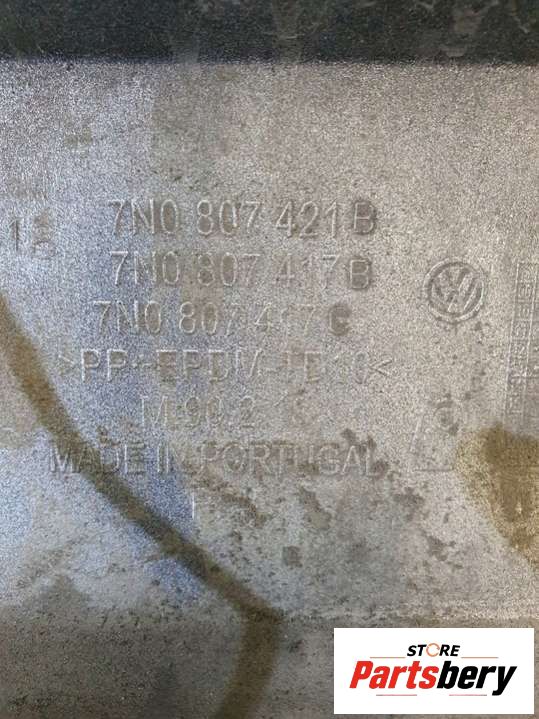 15
7N0 807 421 B
7N0 807 417 B
7N0 807 417 G
>PP+EPDM-TD10<
M 90.2
MADE IN PORTUGAL
STORE
Partsbery